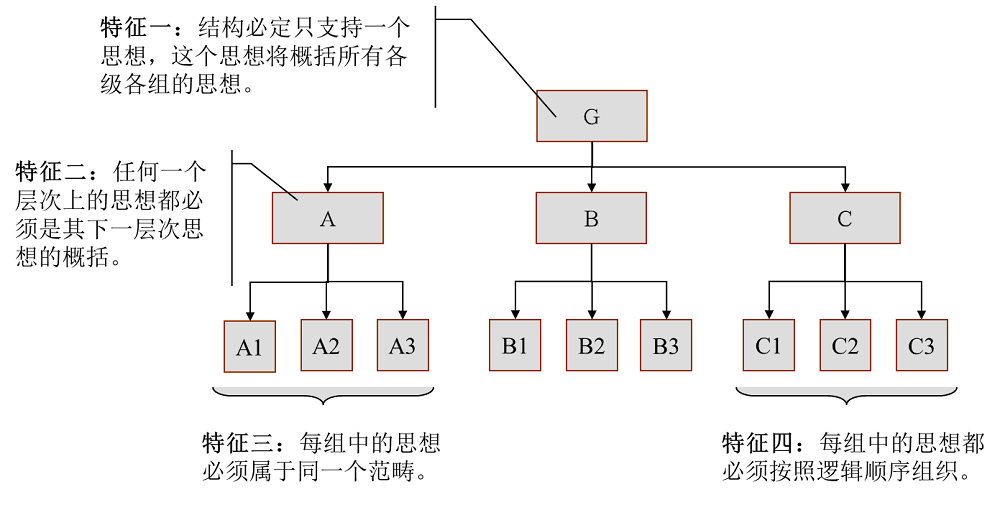 特征一：结构必定只支持一个
思想，这个思想将概括所有各
级各组的思想。
G
特征二：任何一个
层次上的思想都必
须是其下一层次思
想的概括。
A
B
C
A1
A2
A3
B1
B2
B3
C1
C2
C3
特征三：每组中的思想
必须属于同一个范畴。
特征四：每组中的思想都
必须按照逻辑顺序组织。